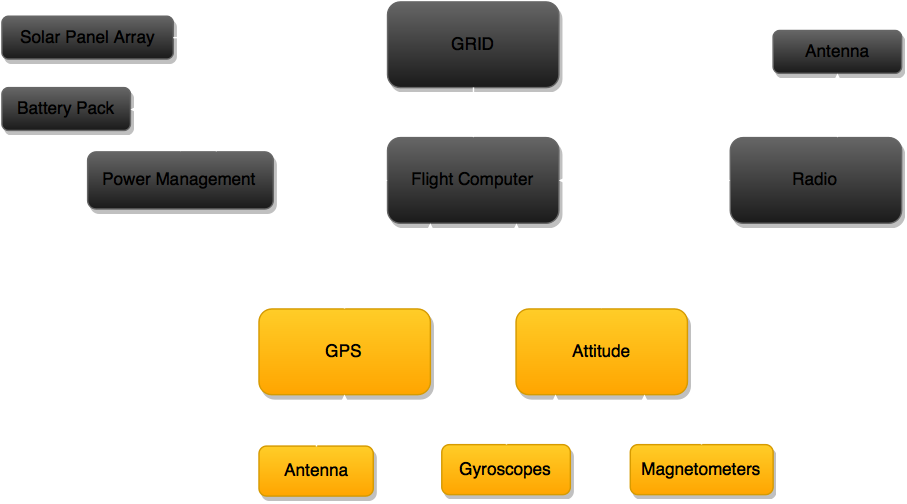 Solar Panel Array
GRID
Antenna
Battery Pack
Power Management
Flight Computer
Radio
GPS
Attitude
Antenna
Gyroscopes
Magnetometers